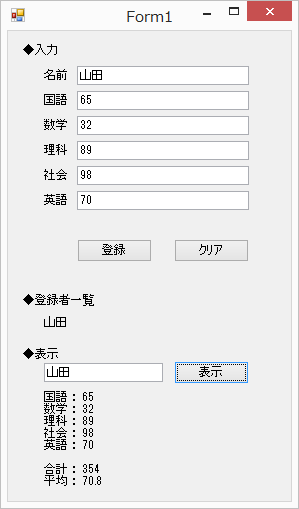 Form1
◆入力
名前 山田
国語 65
数学 32
理科 89
社会 98
英語 70
登録 クリア
◆登録者一覧
山田
◆表示
山田 表示
国語： 65
数学： 32
理科： 89
社会： 98
英語： 70
合計： 354
平均： 70.8